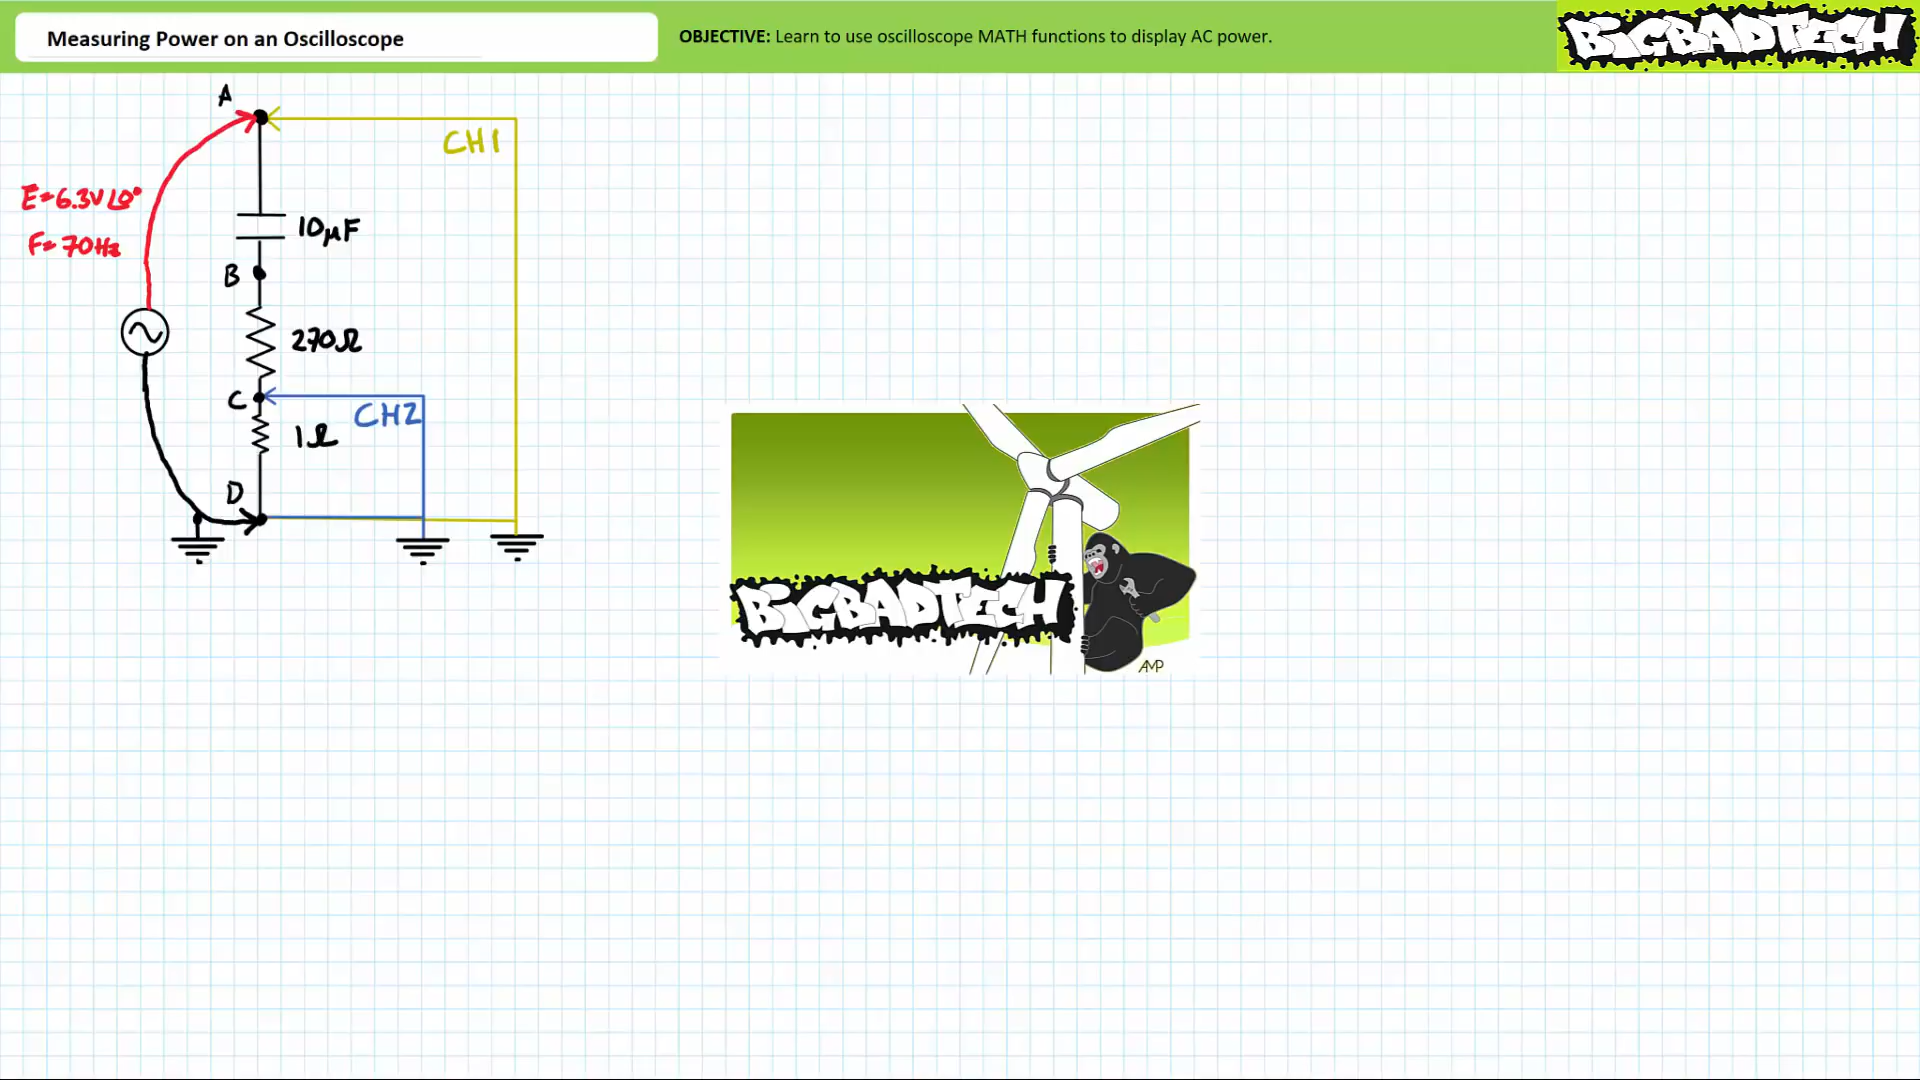 Measuring Power on an Oscilloscope
OBJECTIVE: Learn to use oscilloscope MATH functions to display AC power.
BIGBADTECH
A
CH1
E=6.3V∠0°
10µF
F=70Hz
B
270Ω
C
CH2
1Ω
D
BIGBADTECH
AMP